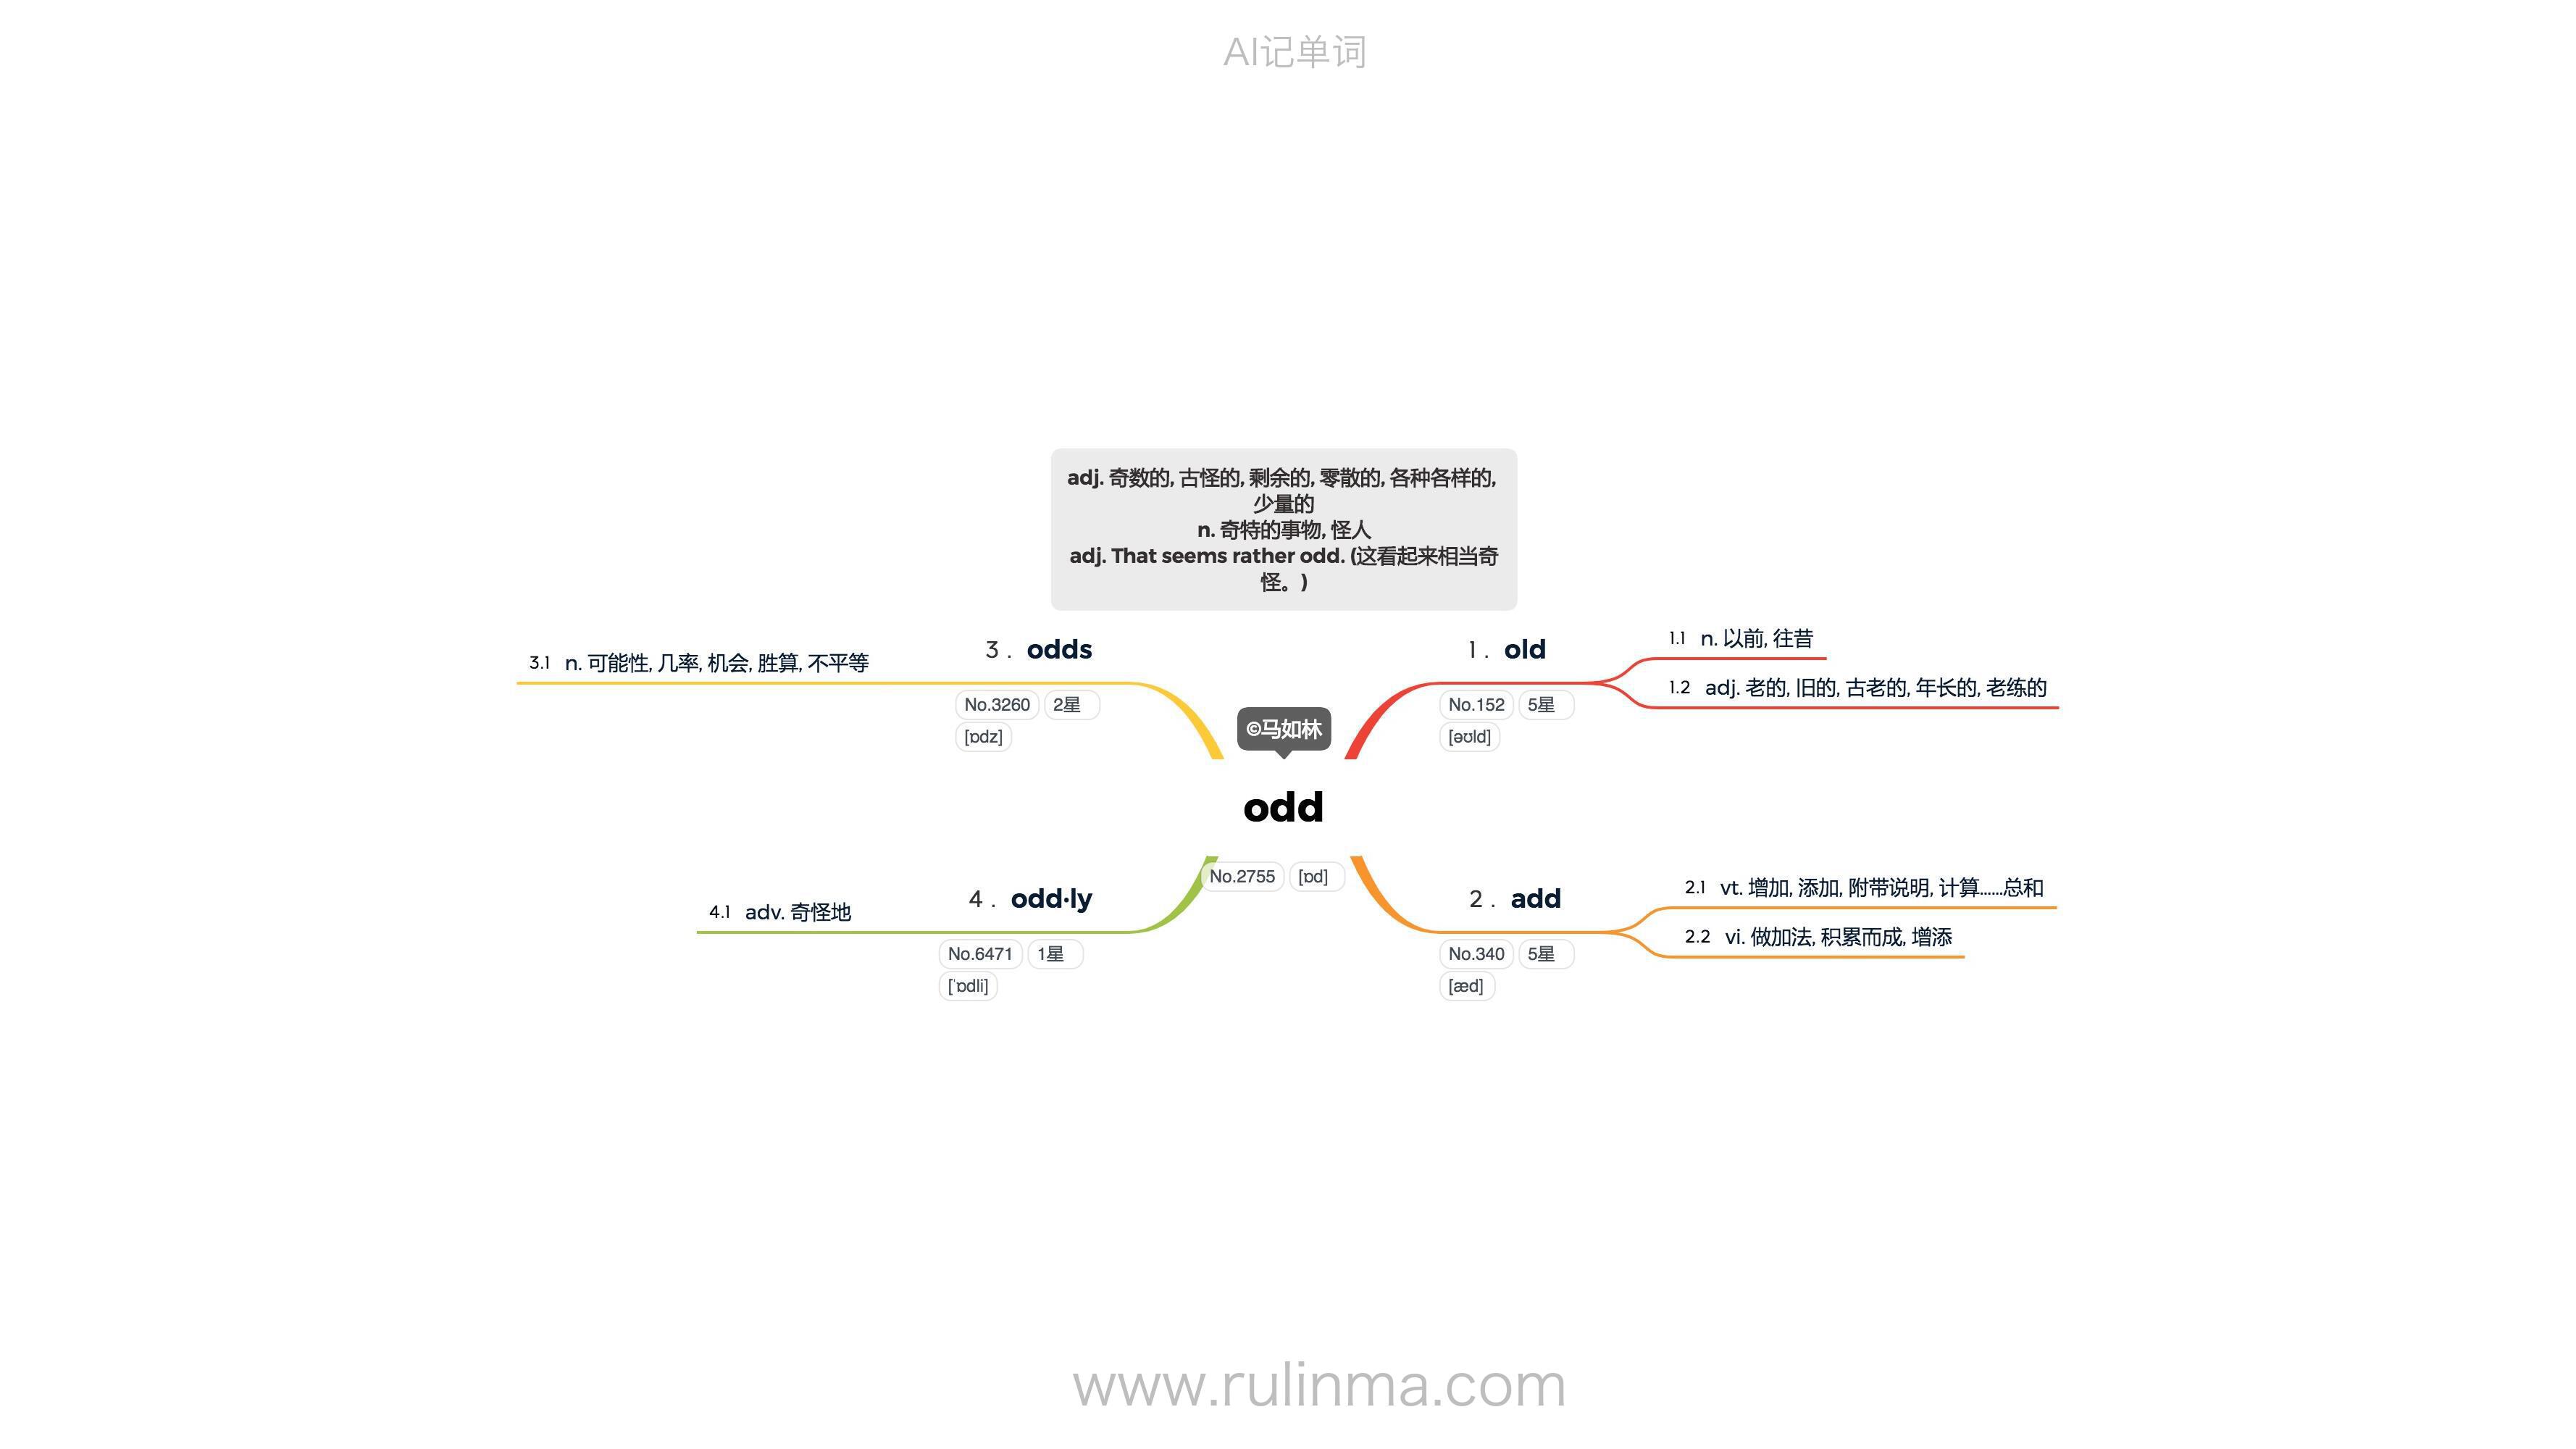 AI记单词
adj. 奇数的, 古怪的, 剩余的, 零散的, 各种各样的,
少量的
n. 奇特的事物, 怪人
adj. That seems rather odd. (这看起来相当奇
怪。)
©马如林
odd
No.2755 [ɒd]
1 . old
No.152 5星
[əʊld]
1.1 n. 以前, 往昔
1.2 adj. 老的, 旧的, 古老的, 年长的, 老练的
2 . add
No.340 5星
[æd]
2.1 vt. 增加, 添加, 附带说明, 计算……总和
2.2 vi. 做加法, 积累而成, 增添
3 . odds
No.3260 2星
[ɒdz]
3.1 n. 可能性, 几率, 机会, 胜算, 不平等
4 . odd·ly
No.6471 1星
[ˈɒdli]
4.1 adv. 奇怪地
www.rulinma.com